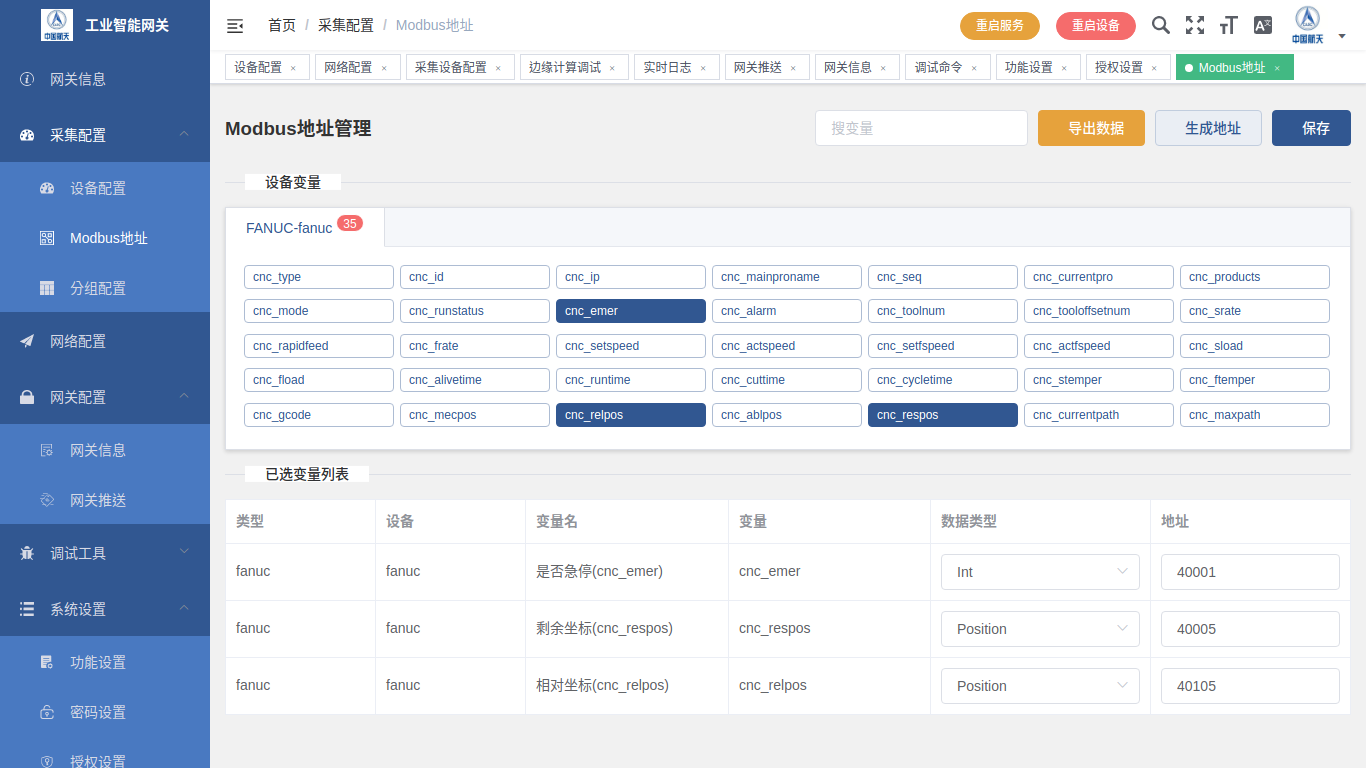 中国航天 工业智能网关
首页 / 采集配置 / Modbus地址
重启服务 重启设备
中国航天
设备配置 × 网络配置 × 采集设备配置 × 边缘计算调试 × 实时日志 × 网关推送 × 网关信息 × 调试命令 × 功能设置 × 授权设置 × Modbus地址 ×
网关信息
采集配置
设备配置
Modbus地址
分组配置
网络配置
网关配置
网关信息
网关推送
调试工具
系统设置
功能设置
密码设置
授权设置
Modbus地址管理
搜变量 导出数据 生成地址 保存
设备变量
FANUC-fanuc 35
cnc_type cnc_id cnc_ip cnc_mainproname cnc_seq cnc_currentpro cnc_products
cnc_mode cnc_runstatus cnc_emer cnc_alarm cnc_toolnum cnc_tooloffsetnum cnc_srate
cnc_rapidfeed cnc_frate cnc_setspeed cnc_actspeed cnc_setfspeed cnc_actfspeed cnc_sload
cnc_fload cnc_alivetime cnc_runtime cnc_cuttime cnc_cycletime cnc_stemper cnc_ftemper
cnc_gcode cnc_mecpos cnc_relpos cnc_ablpos cnc_respos cnc_currentpath cnc_maxpath
已选变量列表
类型 设备 变量名 变量 数据类型 地址
fanuc fanuc 是否急停(cnc_emer) cnc_emer Int 40001
fanuc fanuc 剩余坐标(cnc_respos) cnc_respos Position 40005
fanuc fanuc 相对坐标(cnc_relpos) cnc_relpos Position 40105